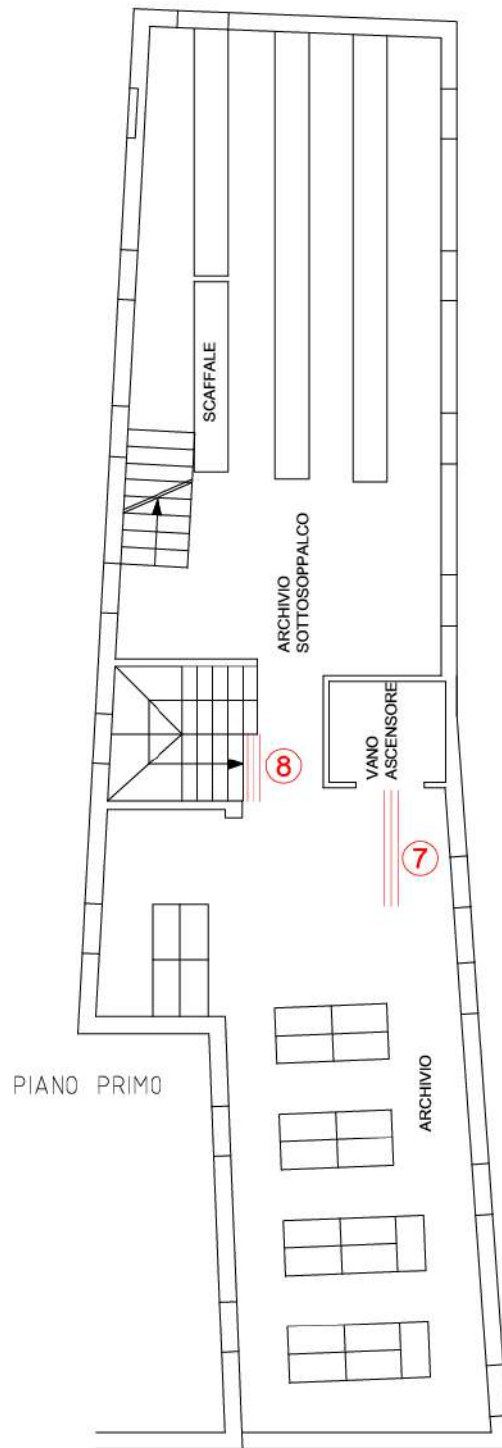 SCAFFALE
ARCHIVIO
SOTTOSOPPALCO
VANO
ASCENSORE
8
7
ARCHIVIO
PIANO PRIMO